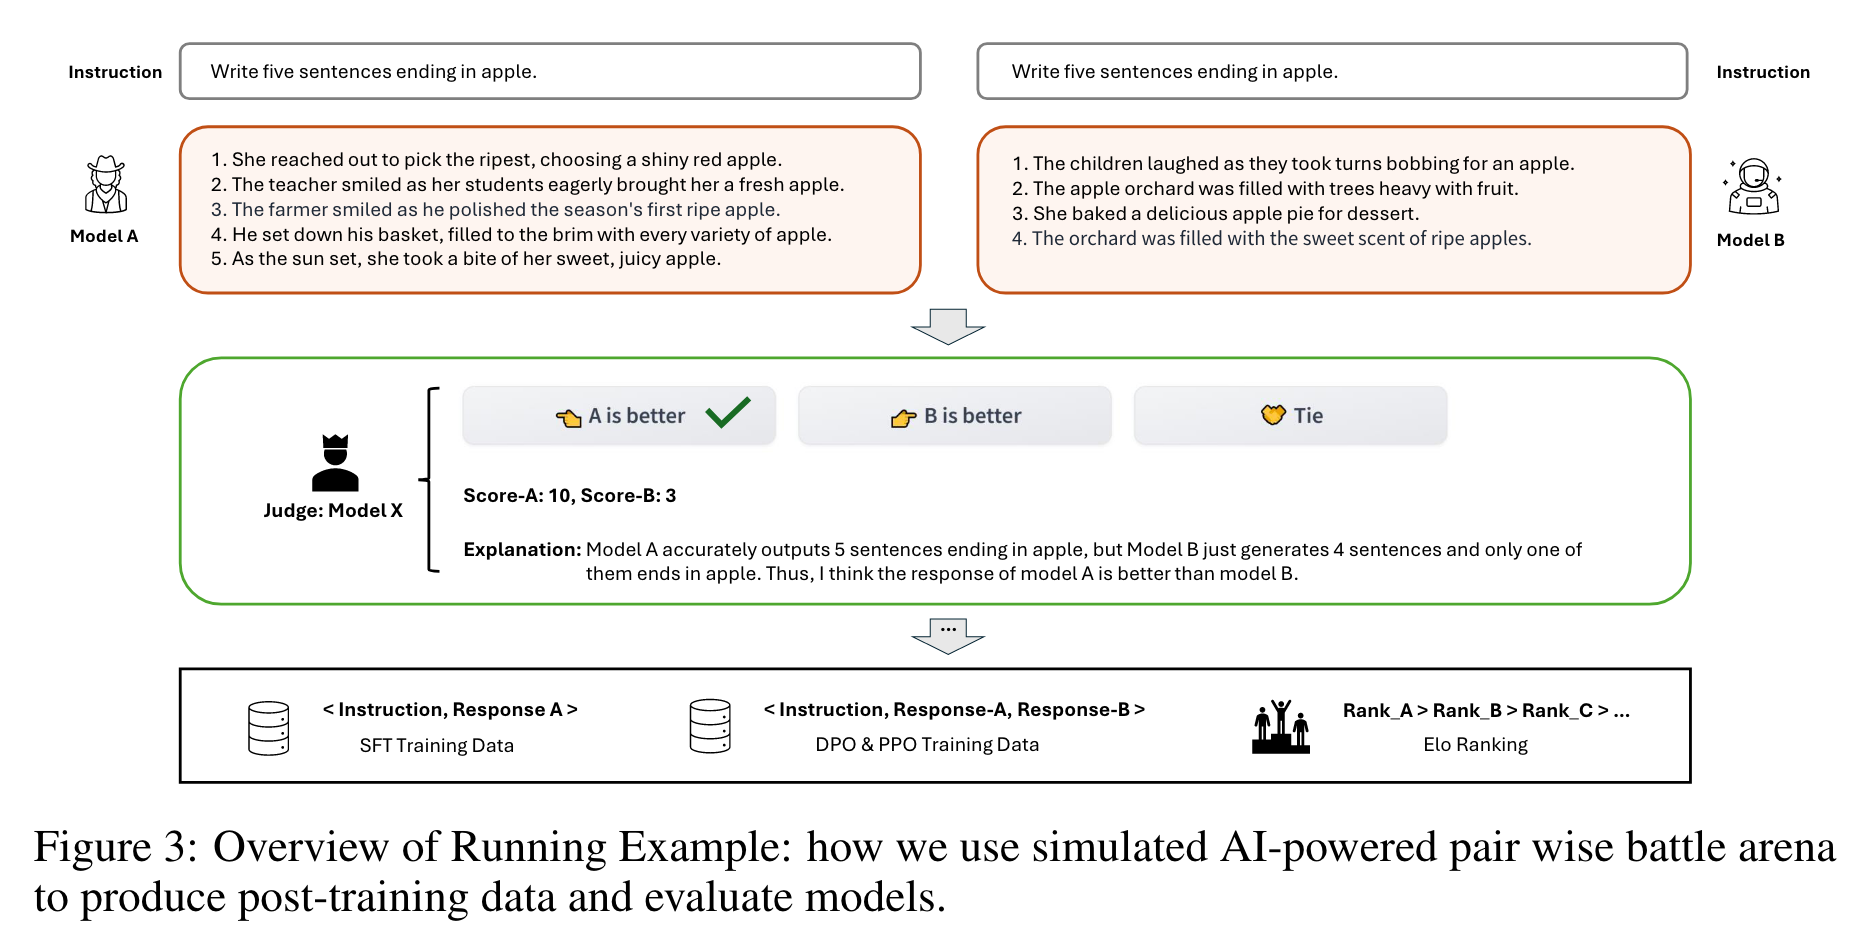 Instruction
Write five sentences ending in apple.
Write five sentences ending in apple.
Instruction
Model A
1. She reached out to pick the ripest, choosing a shiny red apple.
2. The teacher smiled as her students eagerly brought her a fresh apple.
3. The farmer smiled as he polished the season's first ripe apple.
4. He set down his basket, filled to the brim with every variety of apple.
5. As the sun set, she took a bite of her sweet, juicy apple.
1. The children laughed as they took turns bobbing for an apple.
2. The apple orchard was filled with trees heavy with fruit.
3. She baked a delicious apple pie for dessert.
4. The orchard was filled with the sweet scent of ripe apples.
Model B
Judge: Model X
A is better
B is better
Tie
Score-A: 10, Score-B: 3
Explanation: Model A accurately outputs 5 sentences ending in apple, but Model B just generates 4 sentences and only one of
them ends in apple. Thus, I think the response of model A is better than model B.
...
< Instruction, Response A >
SFT Training Data
< Instruction, Response-A, Response-B >
DPO & PPO Training Data
Rank_A > Rank_B > Rank_C > ...
Elo Ranking
Figure 3: Overview of Running Example: how we use simulated AI-powered pair wise battle arena
to produce post-training data and evaluate models.